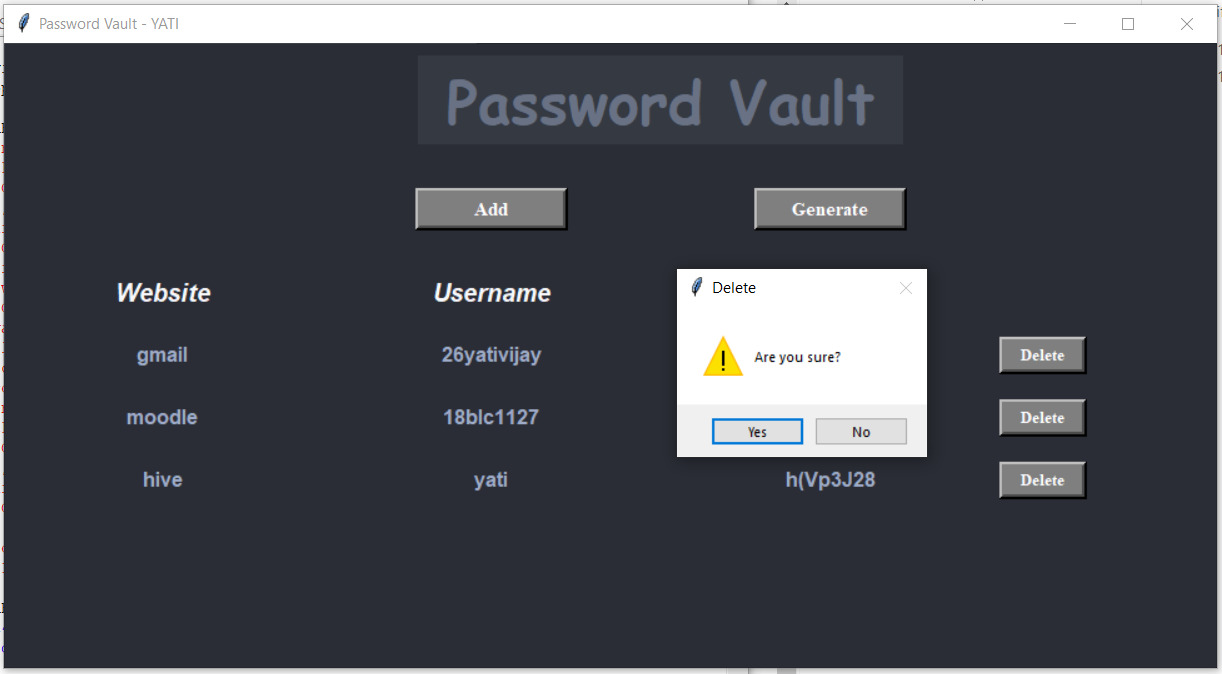 Password Vault - YATI
Password Vault
Add Generate
Website Username
Delete
gmail 26yativijay Are you sure? Delete
moodle 18blc1127 Delete
Yes No
hive yati h(Vp3J28 Delete